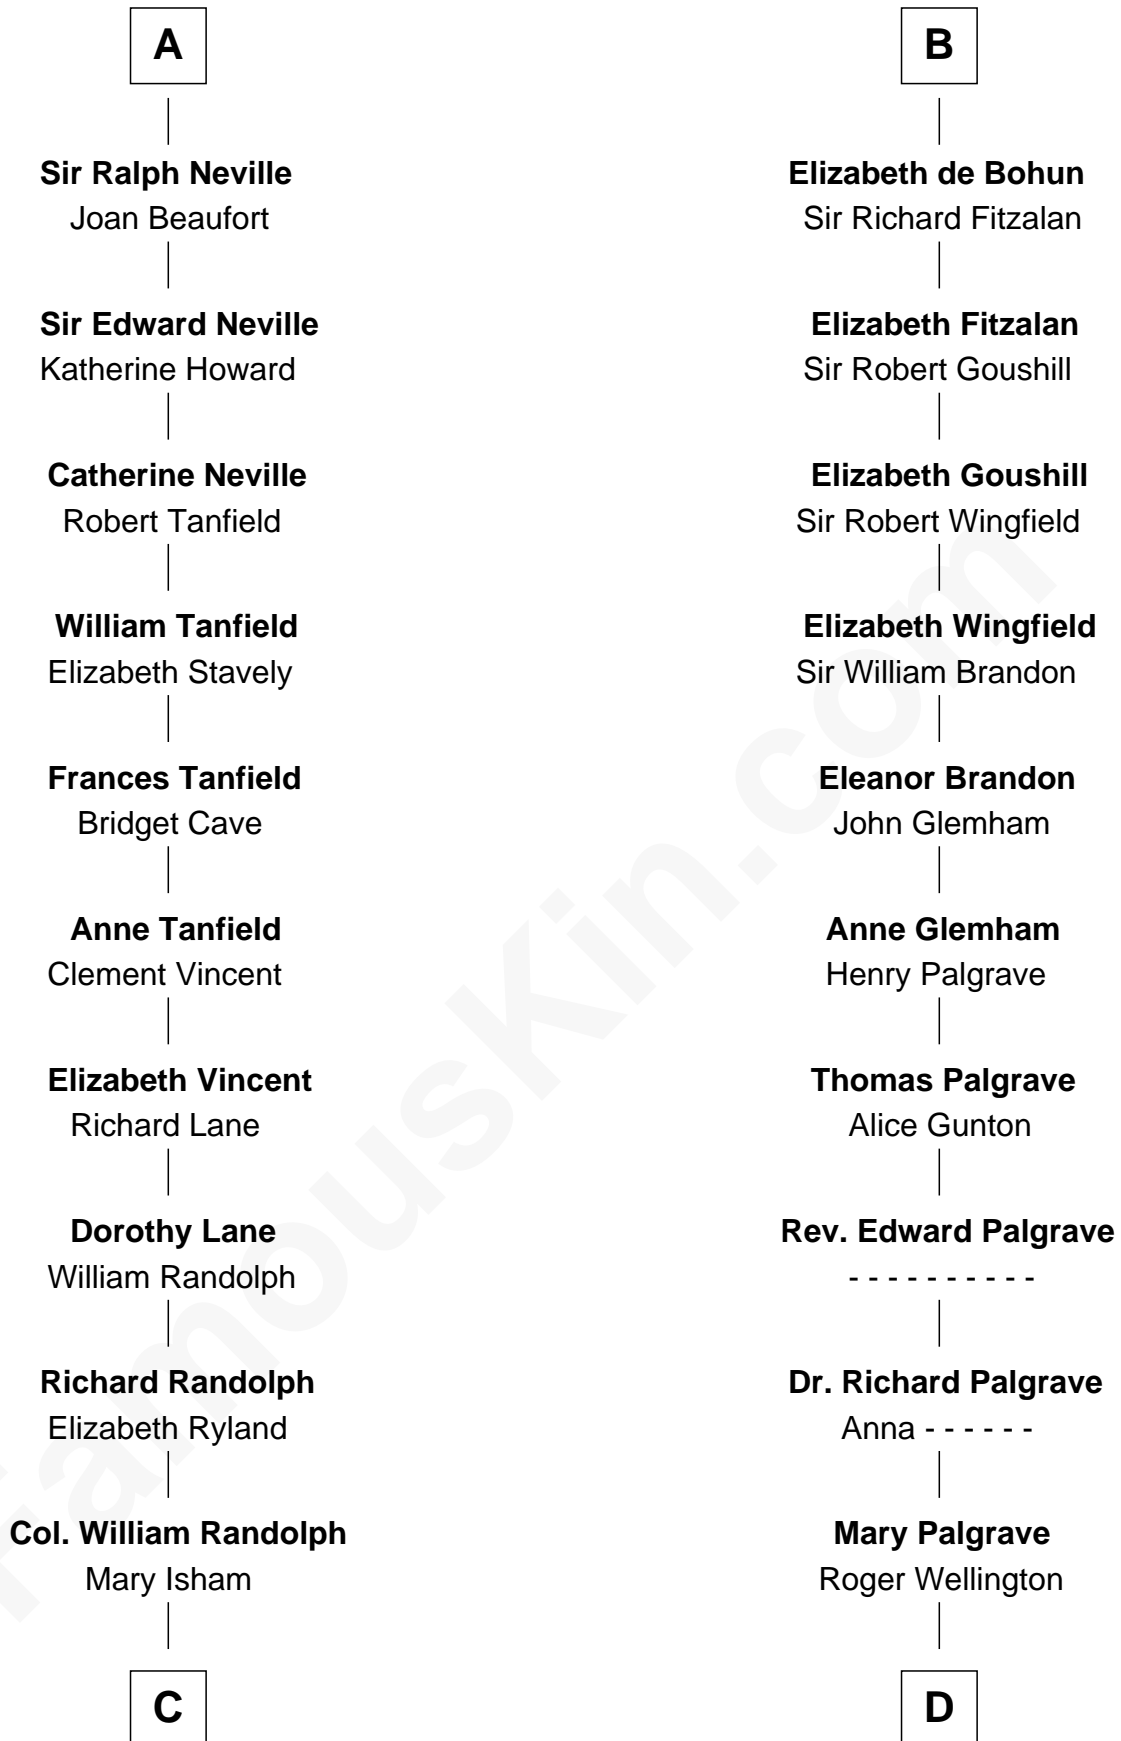 A
Sir Ralph Neville
Joan Beaufort
Sir Edward Neville
Katherine Howard
Catherine Neville
Robert Tanfield
William Tanfield
Elizabeth Stavely
Frances Tanfield
Bridget Cave
Anne Tanfield
Clement Vincent
Elizabeth Vincent
Richard Lane
Dorothy Lane
William Randolph
Richard Randolph
Elizabeth Ryland
Col. William Randolph
Mary Isham
C
B
Elizabeth de Bohun
Sir Richard Fitzalan
Elizabeth Fitzalan
Sir Robert Goushill
Elizabeth Goushill
Sir Robert Wingfield
Elizabeth Wingfield
Sir William Brandon
Eleanor Brandon
John Glemham
Anne Glemham
Henry Palgrave
Thomas Palgrave
Alice Gunton
Rev. Edward Palgrave
- - - - - - - - - -
Dr. Richard Palgrave
Anna - - - - - -
Mary Palgrave
Roger Wellington
D
FamousKin.com